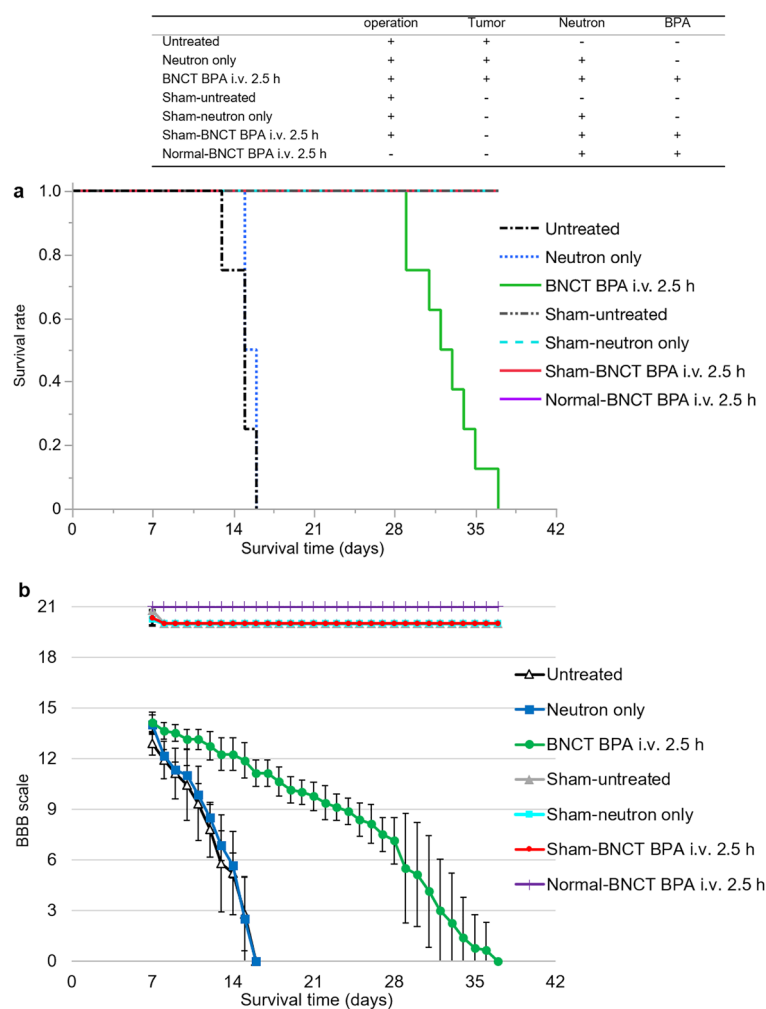 operation Tumor Neutron BPA
Untreated + + - -
Neutron only + + + -
BNCT BPA i.v. 2.5 h + + + +
Sham-untreated + - - -
Sham-neutron only + - + -
Sham-BNCT BPA i.v. 2.5 h + - + +
Normal-BNCT BPA i.v. 2.5 h - - + +
a
1.0
0.8
0.6
0.4
0.2
0
Survival rate
0 7 14 21 28 35 42
Survival time (days)
Untreated
Neutron only
BNCT BPA i.v. 2.5 h
Sham-untreated
Sham-neutron only
Sham-BNCT BPA i.v. 2.5 h
Normal-BNCT BPA i.v. 2.5 h
b
21
18
15
12
9
6
3
0
BBB scale
0 7 14 21 28 35 42
Survival time (days)
Untreated
Neutron only
BNCT BPA i.v. 2.5 h
Sham-untreated
Sham-neutron only
Sham-BNCT BPA i.v. 2.5 h
Normal-BNCT BPA i.v. 2.5 h